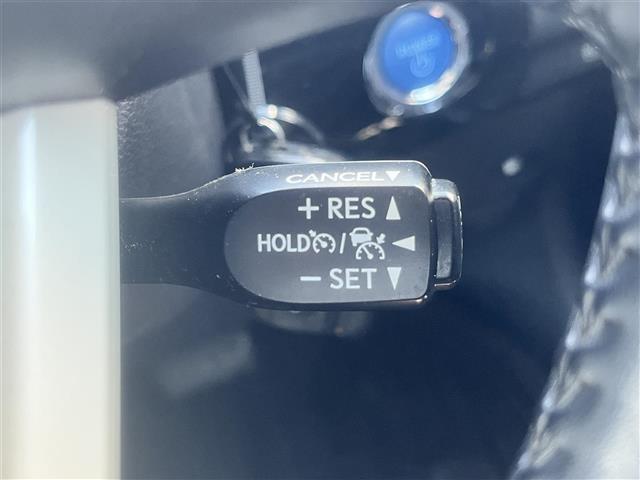 CANCEL▼
+ RES ▲
HOLD / ◀
− SET ▼